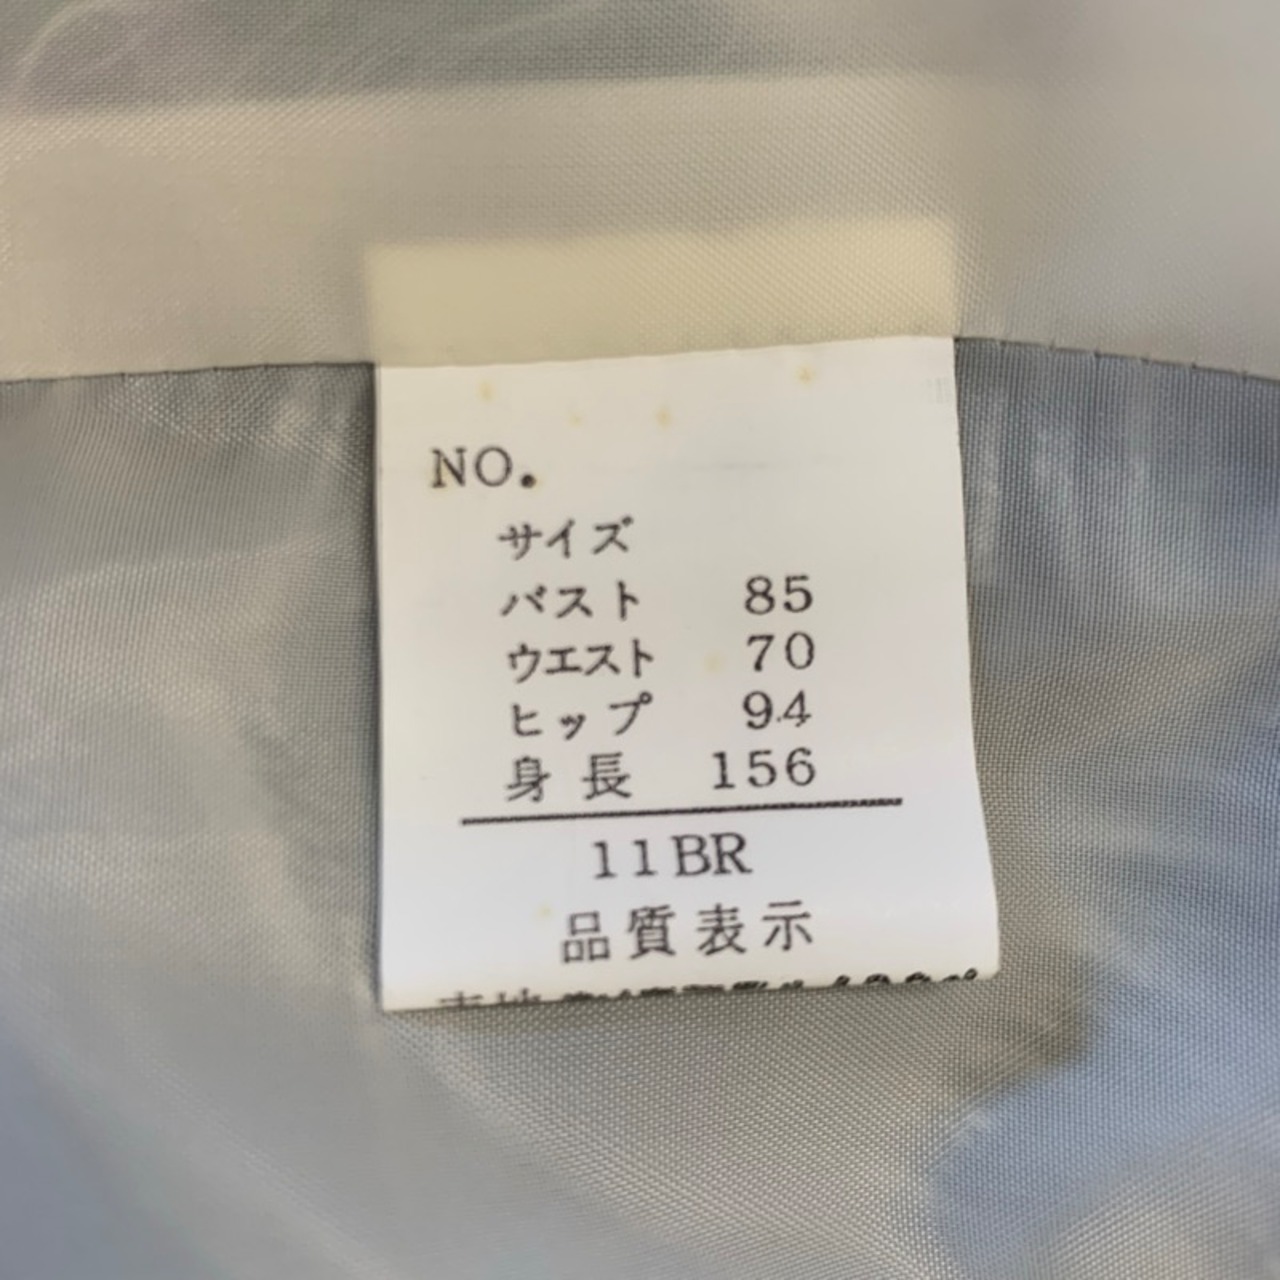 NO.
サイズ
バスト 85
ウエスト 70
ヒップ 94
身長 156
11BR
品質表示